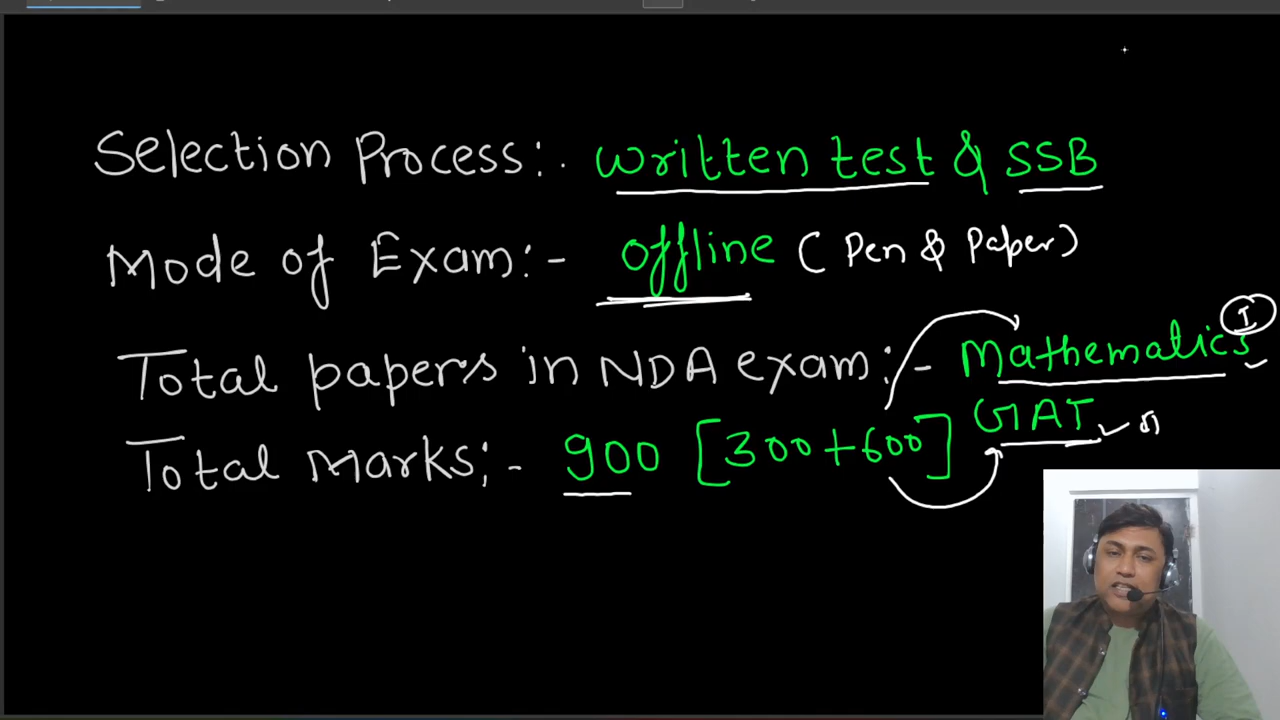 Selection Process:- written test & SSB
Mode of Exam:- offline (Pen & Paper)
Total papers in NDA exam:- Mathematics I
GAT
Total Marks:- 900 [300+600]